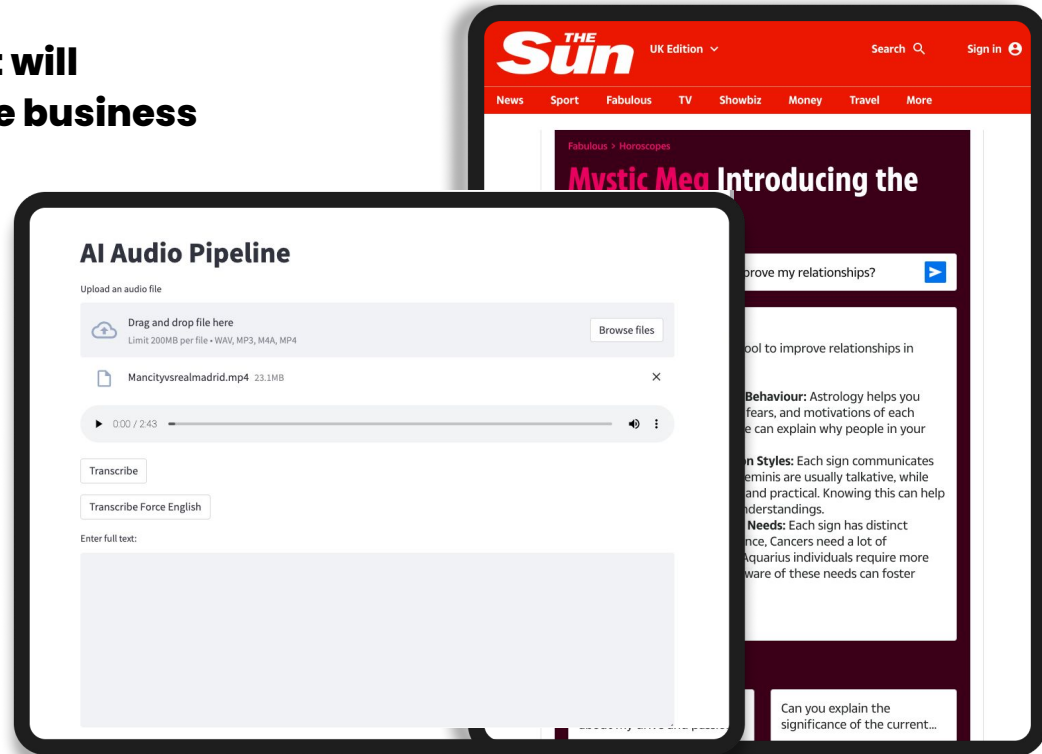 will
e business
THE
Sun
UK Edition
Search
Sign in
News Sport Fabulous TV Showbiz Money Travel More
Fabulous > Horoscopes
Mystic Meg Introducing the
prove my relationships?
ool to improve relationships in
Behaviour: Astrology helps you
fears, and motivations of each
e can explain why people in your
n Styles: Each sign communicates
eminis are usually talkative, while
and practical. Knowing this can help
nderstandings.
Needs: Each sign has distinct
nce, Cancers need a lot of
Aquarius individuals require more
ware of these needs can foster
Can you explain the
significance of the current...
AI Audio Pipeline
Upload an audio file
Drag and drop file here
Limit 200MB per file • WAV, MP3, M4A, MP4
Browse files
Mancityvsrealmadrid.mp4 23.1MB
0:00 / 2:43
Transcribe
Transcribe Force English
Enter full text: